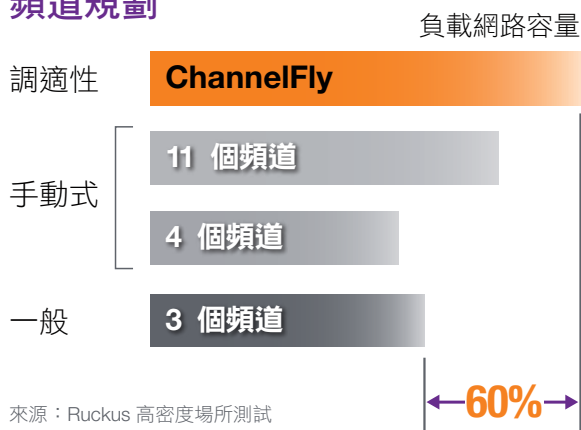 頻道規劃
負載網路容量
調適性 ChannelFly
11 個頻道
手動式
4 個頻道
一般 3 個頻道
來源：Ruckus 高密度場所測試
60%